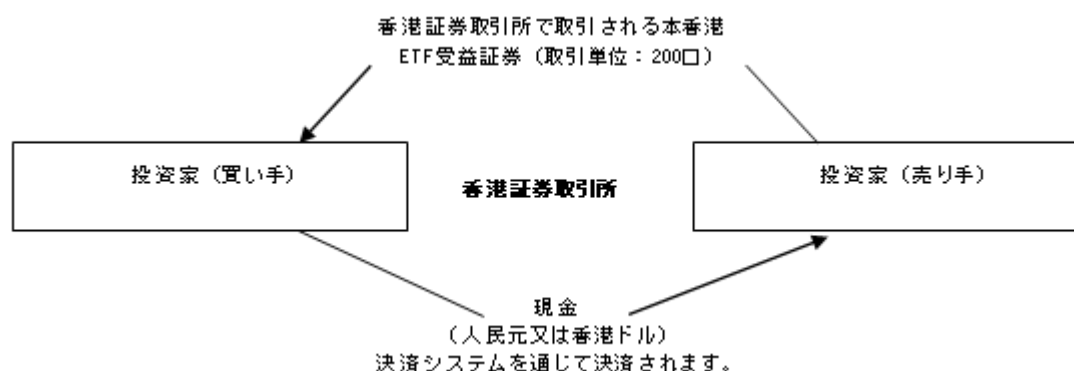 香港証券取引所で取引される本香港
ETF受益証券（取引単位：200口）
投資家（買い手）
香港証券取引所
投資家（売り手）
現金
（人民元又は香港ドル）
決済システムを通じて決済されます。